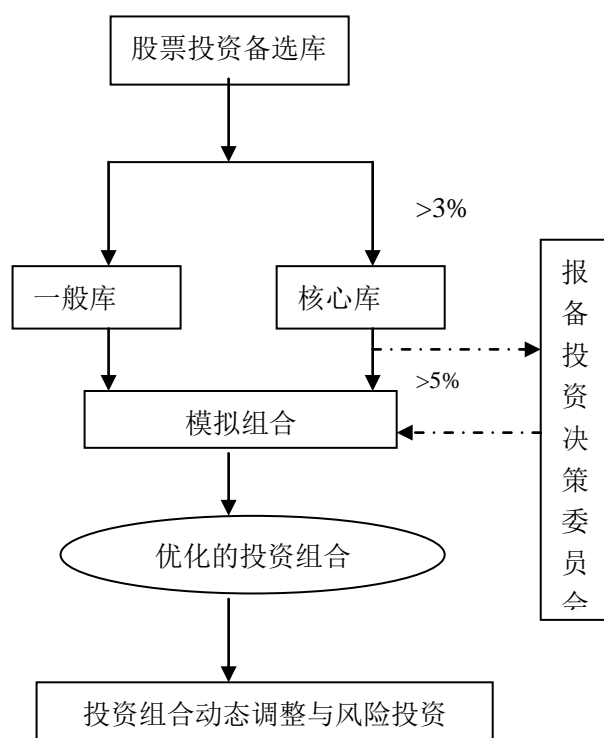 股票投资备选库
>3%
一般库
核心库
报备投资决策委员会
>5%
模拟组合
优化的投资组合
投资组合动态调整与风险投资